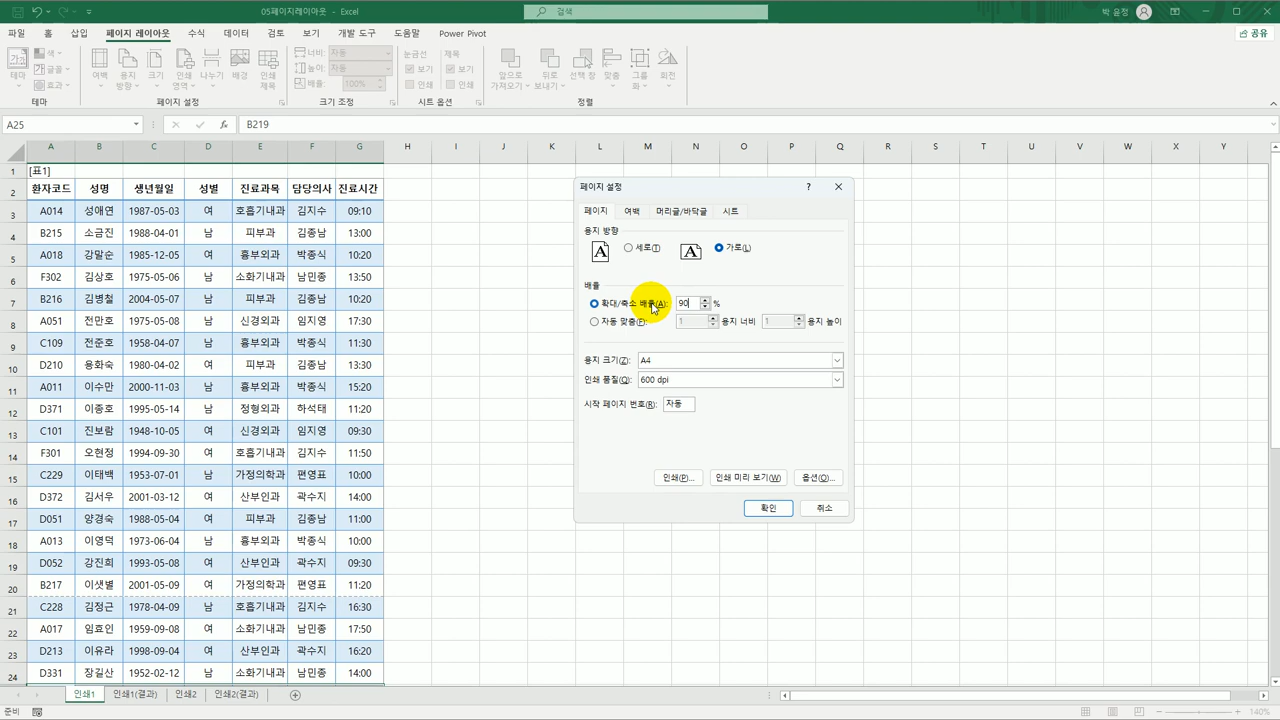 05페이지레이아웃 - Excel
검색
박 윤정
파일 홈 삽입 페이지 레이아웃 수식 데이터 검토 보기 개발 도구 도움말 Power Pivot
공유
테마
색
글꼴
효과
테마
여백
용지 방향
크기
인쇄 영역
나누기
배경
인쇄 제목
페이지 설정
너비: 자동
높이: 자동
배율: 100%
크기 조정
눈금선 제목
보기 보기
인쇄 인쇄
시트 옵션
앞으로 가져오기
뒤로 보내기
선택 창
맞춤
그룹화
회전
정렬
A25
fx
B219
A B C D E F G H I J K L M N O P Q R S T U V W X Y
1 [표1]
2 환자코드 성명 생년월일 성별 진료과목 담당의사 진료시간
3 A014 성애연 1987-05-03 여 호흡기내과 김지수 09:10
4 B215 소금진 1988-04-01 남 피부과 김종남 13:00
5 A018 강말순 1985-12-05 여 흉부외과 박종식 10:20
6 F302 김상호 1975-05-06 남 소화기내과 남민종 13:50
7 B216 김병철 2004-05-07 남 피부과 김종남 10:20
8 A051 전만호 1975-05-08 남 신경외과 임지영 17:30
9 C109 전준호 1958-04-07 남 흉부외과 박종식 11:30
10 D210 용화숙 1980-04-02 여 피부과 김종남 13:30
11 A011 이수만 2000-11-03 남 흉부외과 박종식 15:20
12 D371 이종호 1995-05-14 남 정형외과 하석태 11:20
13 C101 진보람 1948-10-05 여 신경외과 임지영 09:30
14 F301 오현정 1994-09-30 여 호흡기내과 김지수 11:50
15 C229 이태백 1953-07-01 남 가정의학과 편영표 10:00
16 D372 김서우 2001-03-12 여 산부인과 곽수지 14:00
17 D051 양경숙 1988-05-04 여 피부과 김종남 11:00
18 A013 이영덕 1973-06-04 남 흉부외과 박종식 10:00
19 D052 강진희 1993-05-08 여 산부인과 곽수지 09:30
20 B217 이샛별 2001-05-09 여 가정의학과 편영표 11:20
21 C228 김정근 1978-04-09 남 호흡기내과 김지수 16:30
22 A017 임효인 1959-09-08 여 소화기내과 남민종 17:50
23 D213 이유라 1998-09-04 여 산부인과 곽수지 16:20
24 D331 장길산 1952-02-12 남 소화기내과 남민종 14:00
페이지 설정 ?
페이지 여백 머리글/바닥글 시트
용지 방향
A 세로(T) A 가로(L)
배율
확대/축소 배율(A): 90 %
자동 맞춤(F): 1 용지 너비 1 용지 높이
용지 크기(Z): A4
인쇄 품질(Q): 600 dpi
시작 페이지 번호(R): 자동
인쇄(P)... 인쇄 미리 보기(W) 옵션(O)...
확인 취소
인쇄1 인쇄1(결과) 인쇄2 인쇄2(결과)
준비
140%